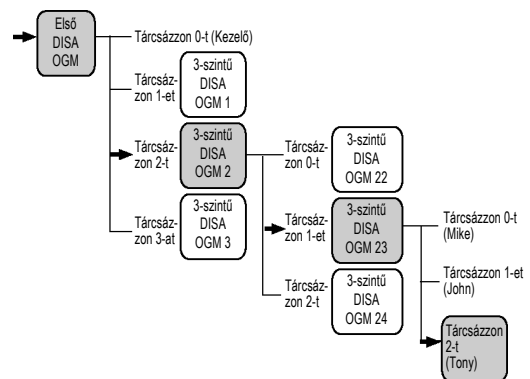 Első
DISA
OGM
Tárcsázzon 0-t (Kezelő)
Tárcsáz-
zon 1-et
3-szintű
DISA
OGM 1
Tárcsáz-
zon 2-t
3-szintű
DISA
OGM 2
Tárcsáz-
zon 3-at
3-szintű
DISA
OGM 3
Tárcsáz-
zon 0-t
3-szintű
DISA
OGM 22
Tárcsáz-
zon 1-et
3-szintű
DISA
OGM 23
Tárcsáz-
zon 2-t
3-szintű
DISA
OGM 24
Tárcsázzon 0-t
(Mike)
Tárcsázzon 1-et
(John)
Tárcsázzon
2-t
(Tony)